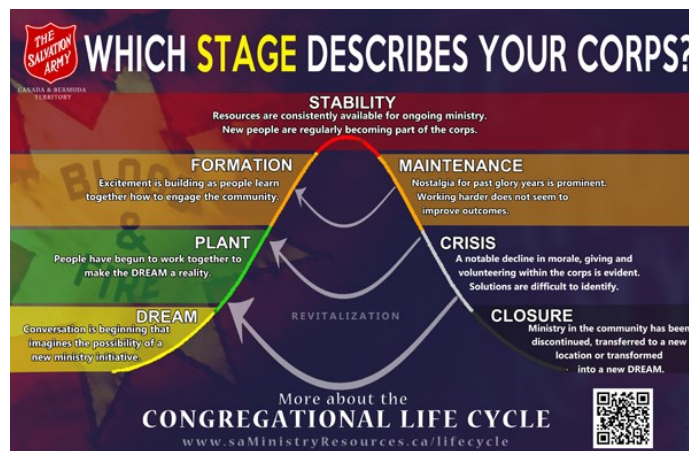 THE
SALVATION
ARMY
CANADA & BERMUDA
TERRITORY
WHICH STAGE DESCRIBES YOUR CORPS?
STABILITY
Resources are consistently available for ongoing ministry.
New people are regularly becoming part of the corps.
FORMATION
Excitement is building as people learn
together how to engage the community.
MAINTENANCE
Nostalgia for past glory years is prominent.
Working harder does not seem to
improve outcomes.
BLOOD
&
FIRE
PLANT
People have begun to work together to
make the DREAM a reality.
CRISIS
A notable decline in morale, giving and
volunteering within the corps is evident.
Solutions are difficult to identify.
DREAM
Conversation is beginning that
imagines the possibility of a
new ministry initiative.
REVITALIZATION
CLOSURE
Ministry in the community has been
discontinued, transferred to a new
location or transformed
into a new DREAM.
More about the
CONGREGATIONAL LIFE CYCLE
www.saMinistryResources.ca/lifecycle